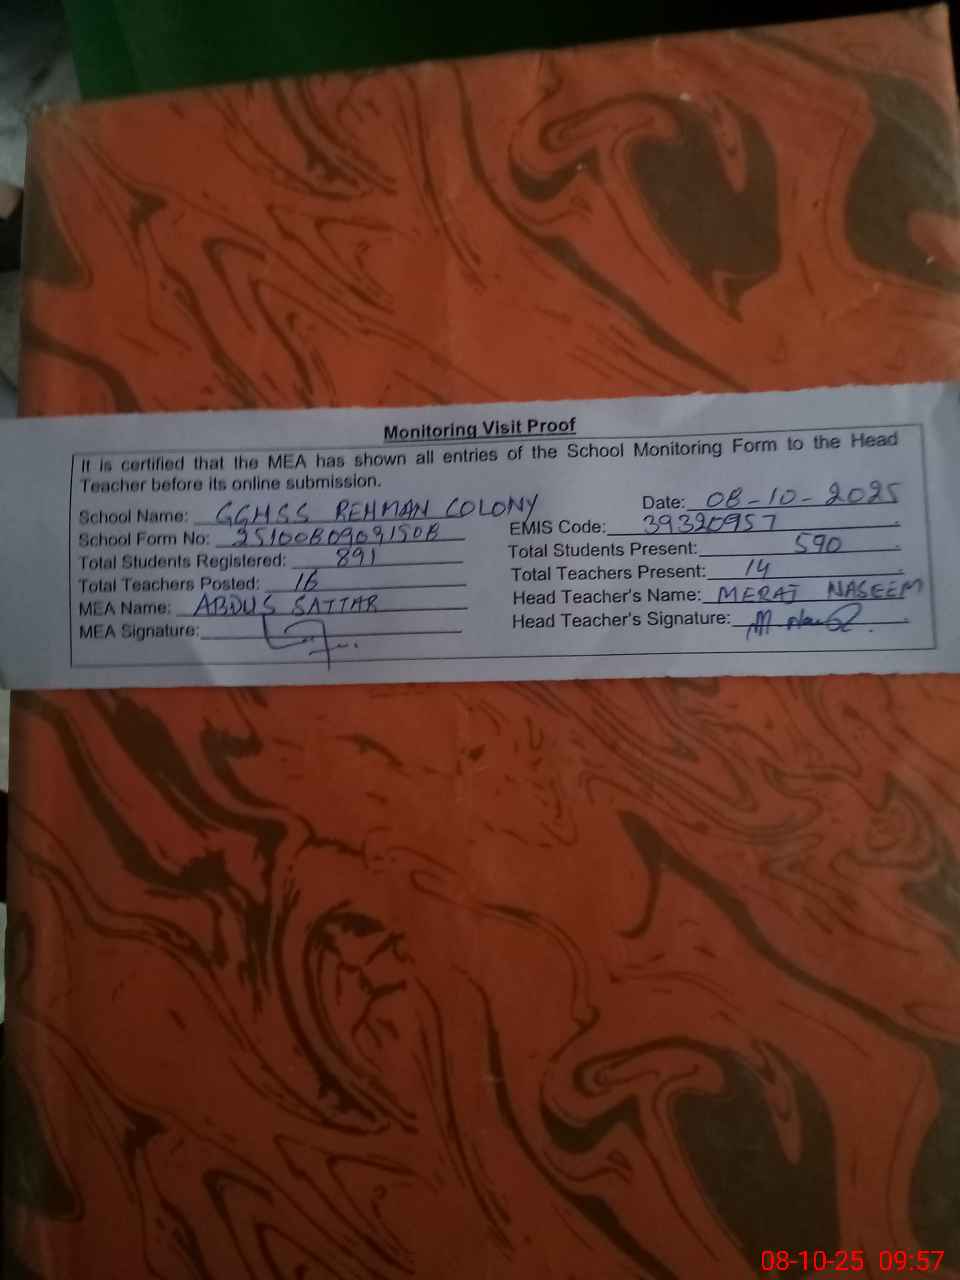 Monitoring Visit Proof
It is certified that the MEA has shown all entries of the School Monitoring Form to the Head
Teacher before its online submission.
School Name: GGHSS REHMAN COLONY Date: 08-10-2025
School Form No: 25100809091508 EMIS Code: 39320957
Total Students Registered: 891 Total Students Present: 590
Total Teachers Posted: 16 Total Teachers Present: 14
MEA Name: ABDUS SATTAR Head Teacher's Name: MERAJ NASEEM
MEA Signature: Head Teacher's Signature:
08-10-25 09:57